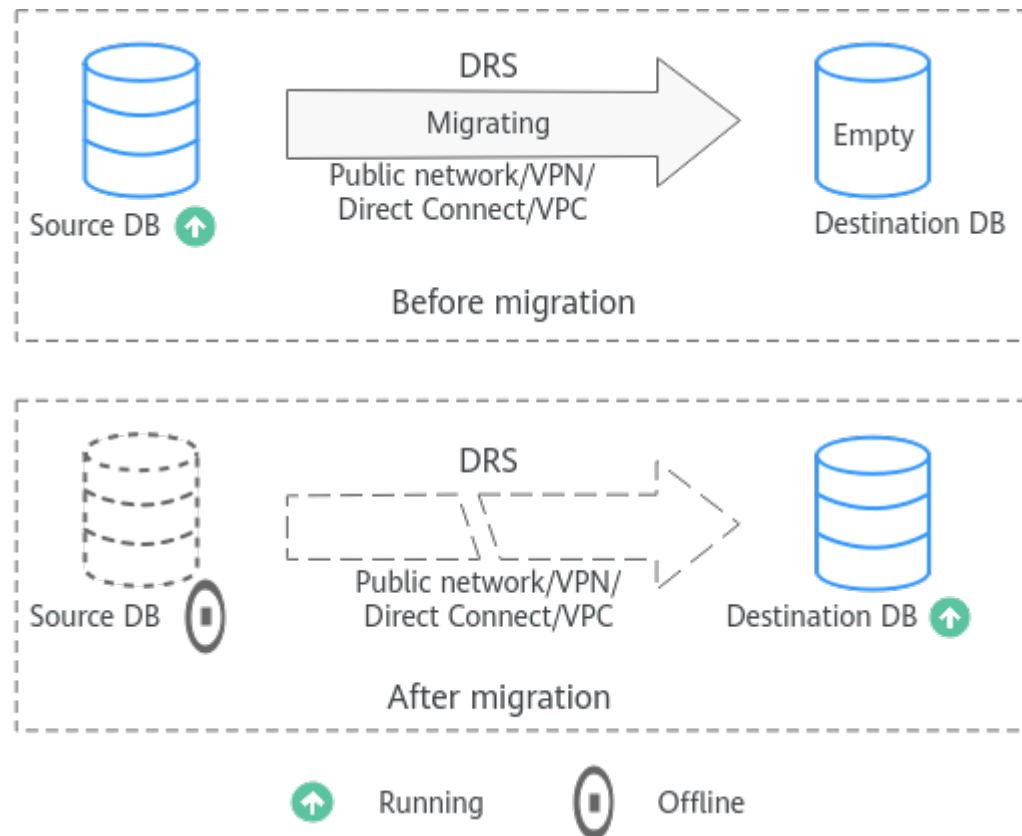 DRS
Migrating
Public network/VPN/
Direct Connect/VPC
Empty
Source DB
Destination DB
Before migration
DRS
Public network/VPN/
Direct Connect/VPC
Source DB
Destination DB
After migration
Running
Offline